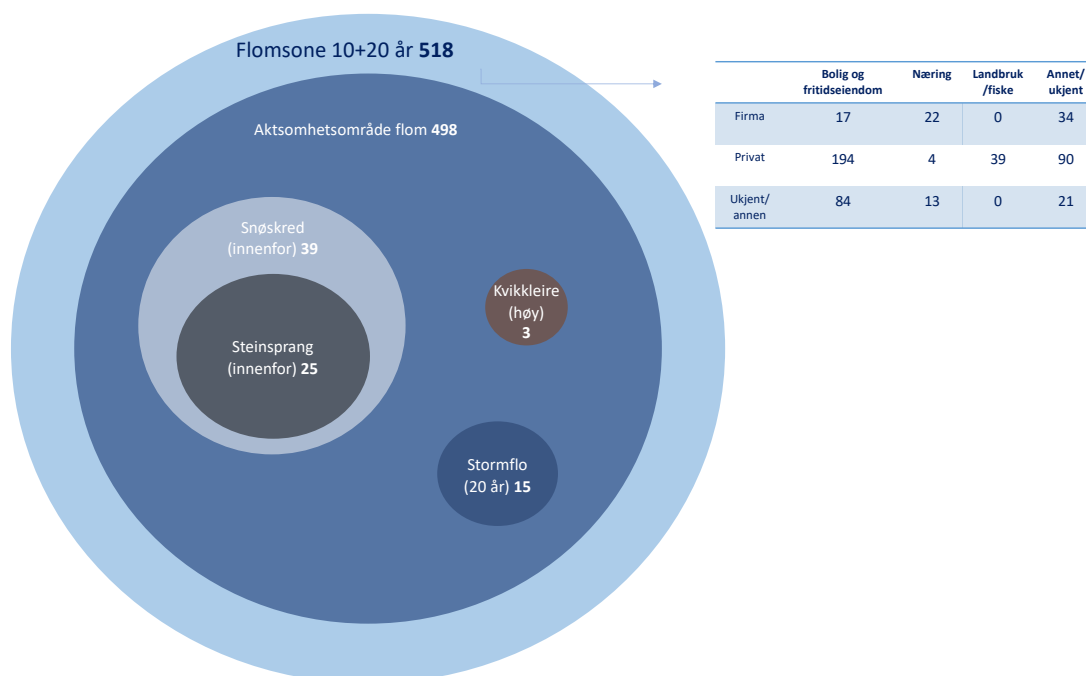 Flomsone 10+20 år 518
Aktsomhetsområde flom 498
Snøskred
(innenfor) 39
Steinsprang
(innenfor) 25
Kvikkleire
(høy)
3
Stormflo
(20 år) 15
Bolig og fritidseiendom Næring Landbruk /fiske Annet/ ukjent
Firma 17 22 0 34
Privat 194 4 39 90
Ukjent/ annen 84 13 0 21